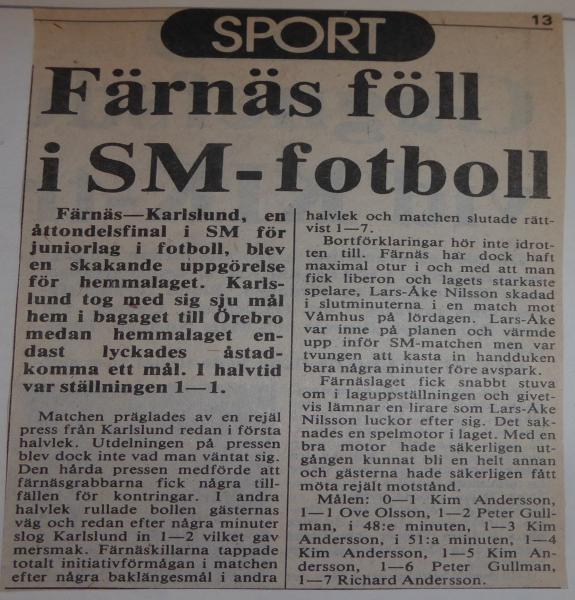 SPORT
13
Färnäs föll
i SM-fotboll
Färnäs—Karlslund, en
åttondelsfinal i SM för
juniorlag i fotboll, blev
en skakande uppgörelse
för hemmalaget. Karls-
lund tog med sig sju mål
hem i bagaget till Örebro
medan hemmalaget en-
dast lyckades åstad-
komma ett mål. I halvtid
var ställningen 1—1.
Matchen präglades av en rejäl
press från Karlslund redan i första
halvlek. Utdelningen på pressen
blev dock inte vad man väntat sig.
Den hårda pressen medförde att
färnäsgrabbarna fick några till-
fällen för kontringar. I andra
halvlek rullade bollen gästernas
väg och redan efter några minuter
slog Karlslund in 1—2 vilket gav
mersmak. Färnäskillarna tappade
totalt initiativförmågan i matchen
efter några baklängesmål i andra
halvlek och matchen slutade rätt-
vist 1—7.
Bortförklaringar hör inte idrot-
ten till. Färnäs har dock haft
maximal otur i och med att man
fick liberon och lagets starkaste
spelare, Lars-Åke Nilsson skadad
i slutminuterna i en match mot
Våmhus på lördagen. Lars-Åke
var inne på planen och värmde
upp inför SM-matchen men var
tvungen att kasta in handduken
bara några minuter före avspark.
Färnäslaget fick snabbt stuva
om i laguppställningen och givet-
vis lämnar en lirare som Lars-Åke
Nilsson luckor efter sig. Det sak-
nades en spelmotor i laget. Med en
bra motor hade säkerligen ut-
gången kunnat bli en helt annan
och gästerna hade säkerligen fått
möta rejält motstånd.
Målen: 0—1 Kim Andersson,
1—1 Ove Olsson, 1—2 Peter Gull-
man, i 48:e minuten, 1—3 Kim
Andersson, i 51:a minuten, 1—4
Kim Andersson, 1—5 Kim An-
dersson, 1—6 Peter Gullman,
1—7 Richard Andersson.